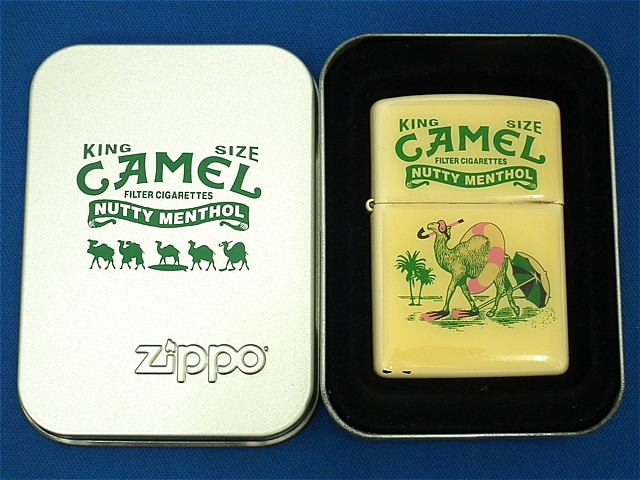 KING SIZE
CAMEL
FILTER CIGARETTES
NUTTY MENTHOL
zippo
KING SIZE
CAMEL
FILTER CIGARETTES
NUTTY MENTHOL